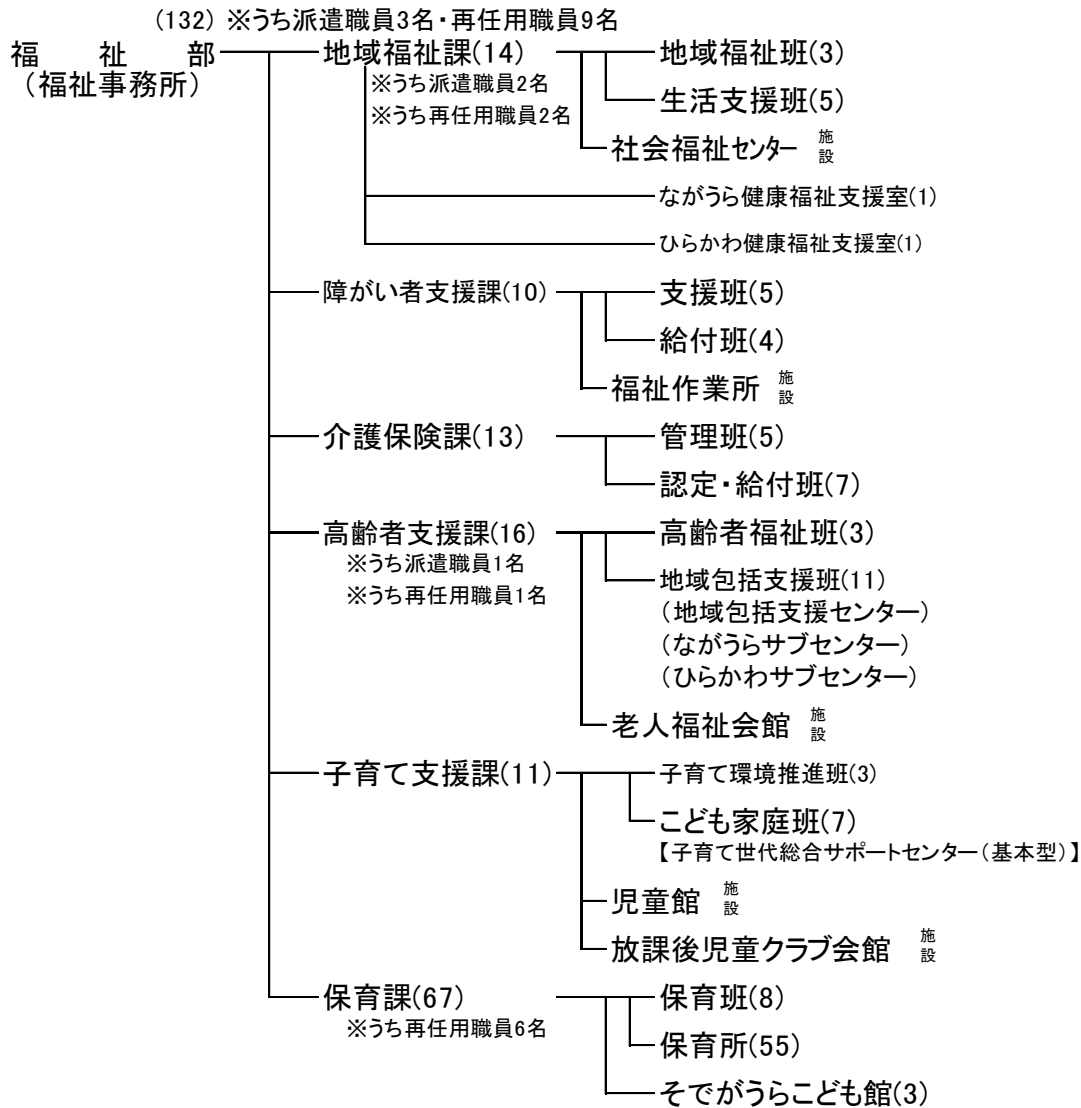 (132) ※うち派遣職員3名・再任用職員9名
福祉部
(福祉事務所)
地域福祉課(14)
※うち派遣職員2名
※うち再任用職員2名
地域福祉班(3)
生活支援班(5)
社会福祉センター 施設
ながうら健康福祉支援室(1)
ひらかわ健康福祉支援室(1)
障がい者支援課(10)
支援班(5)
給付班(4)
福祉作業所 施設
介護保険課(13)
管理班(5)
認定・給付班(7)
高齢者支援課(16)
※うち派遣職員1名
※うち再任用職員1名
高齢者福祉班(3)
地域包括支援班(11)
(地域包括支援センター)
(ながうらサブセンター)
(ひらかわサブセンター)
老人福祉会館 施設
子育て支援課(11)
子育て環境推進班(3)
こども家庭班(7)
【子育て世代総合サポートセンター(基本型)】
児童館 施設
放課後児童クラブ会館 施設
保育課(67)
※うち再任用職員6名
保育班(8)
保育所(55)
そでがうらこども館(3)